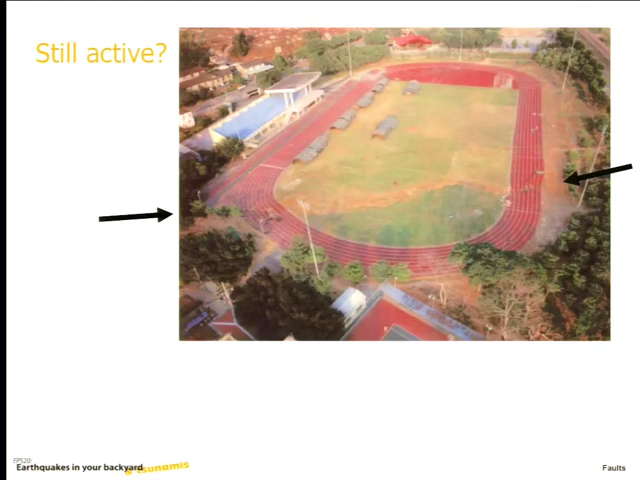 Still active?
EPS20:
Earthquakes in your backyard
& tsunamis
Faults